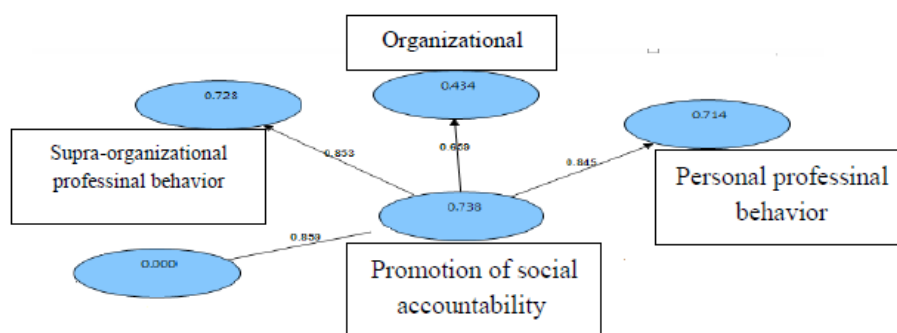 Organizational
0.728
0.434
0.714
Supra-organizational
professinal behavior
0.853
0.659
0.845
Personal professinal
behavior
0.738
0.859
0.000
Promotion of social
accountability